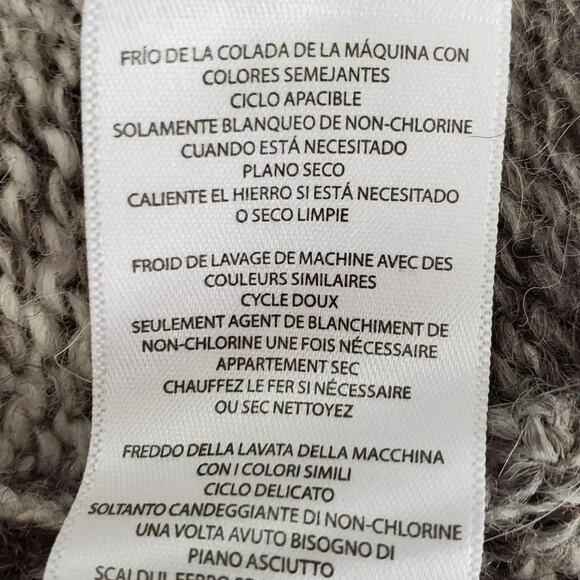 FRÍO DE LA COLADA DE LA MÁQUINA CON
COLORES SEMEJANTES
CICLO APACIBLE
SOLAMENTE BLANQUEO DE NON-CHLORINE
CUANDO ESTÁ NECESITADO
PLANO SECO
CALIENTE EL HIERRO SI ESTÁ NECESITADO
O SECO LIMPIE
FROID DE LAVAGE DE MACHINE AVEC DES
COULEURS SIMILAIRES
CYCLE DOUX
SEULEMENT AGENT DE BLANCHIMENT DE
NON-CHLORINE UNE FOIS NÉCESSAIRE
APPARTEMENT SEC
CHAUFFEZ LE FER SI NÉCESSAIRE
OU SEC NETTOYEZ
FREDDO DELLA LAVATA DELLA MACCHINA
CON I COLORI SIMILI
CICLO DELICATO
SOLTANTO CANDEGGIANTE DI NON-CHLORINE
UNA VOLTA AVUTO BISOGNO DI
PIANO ASCIUTTO
FERRO